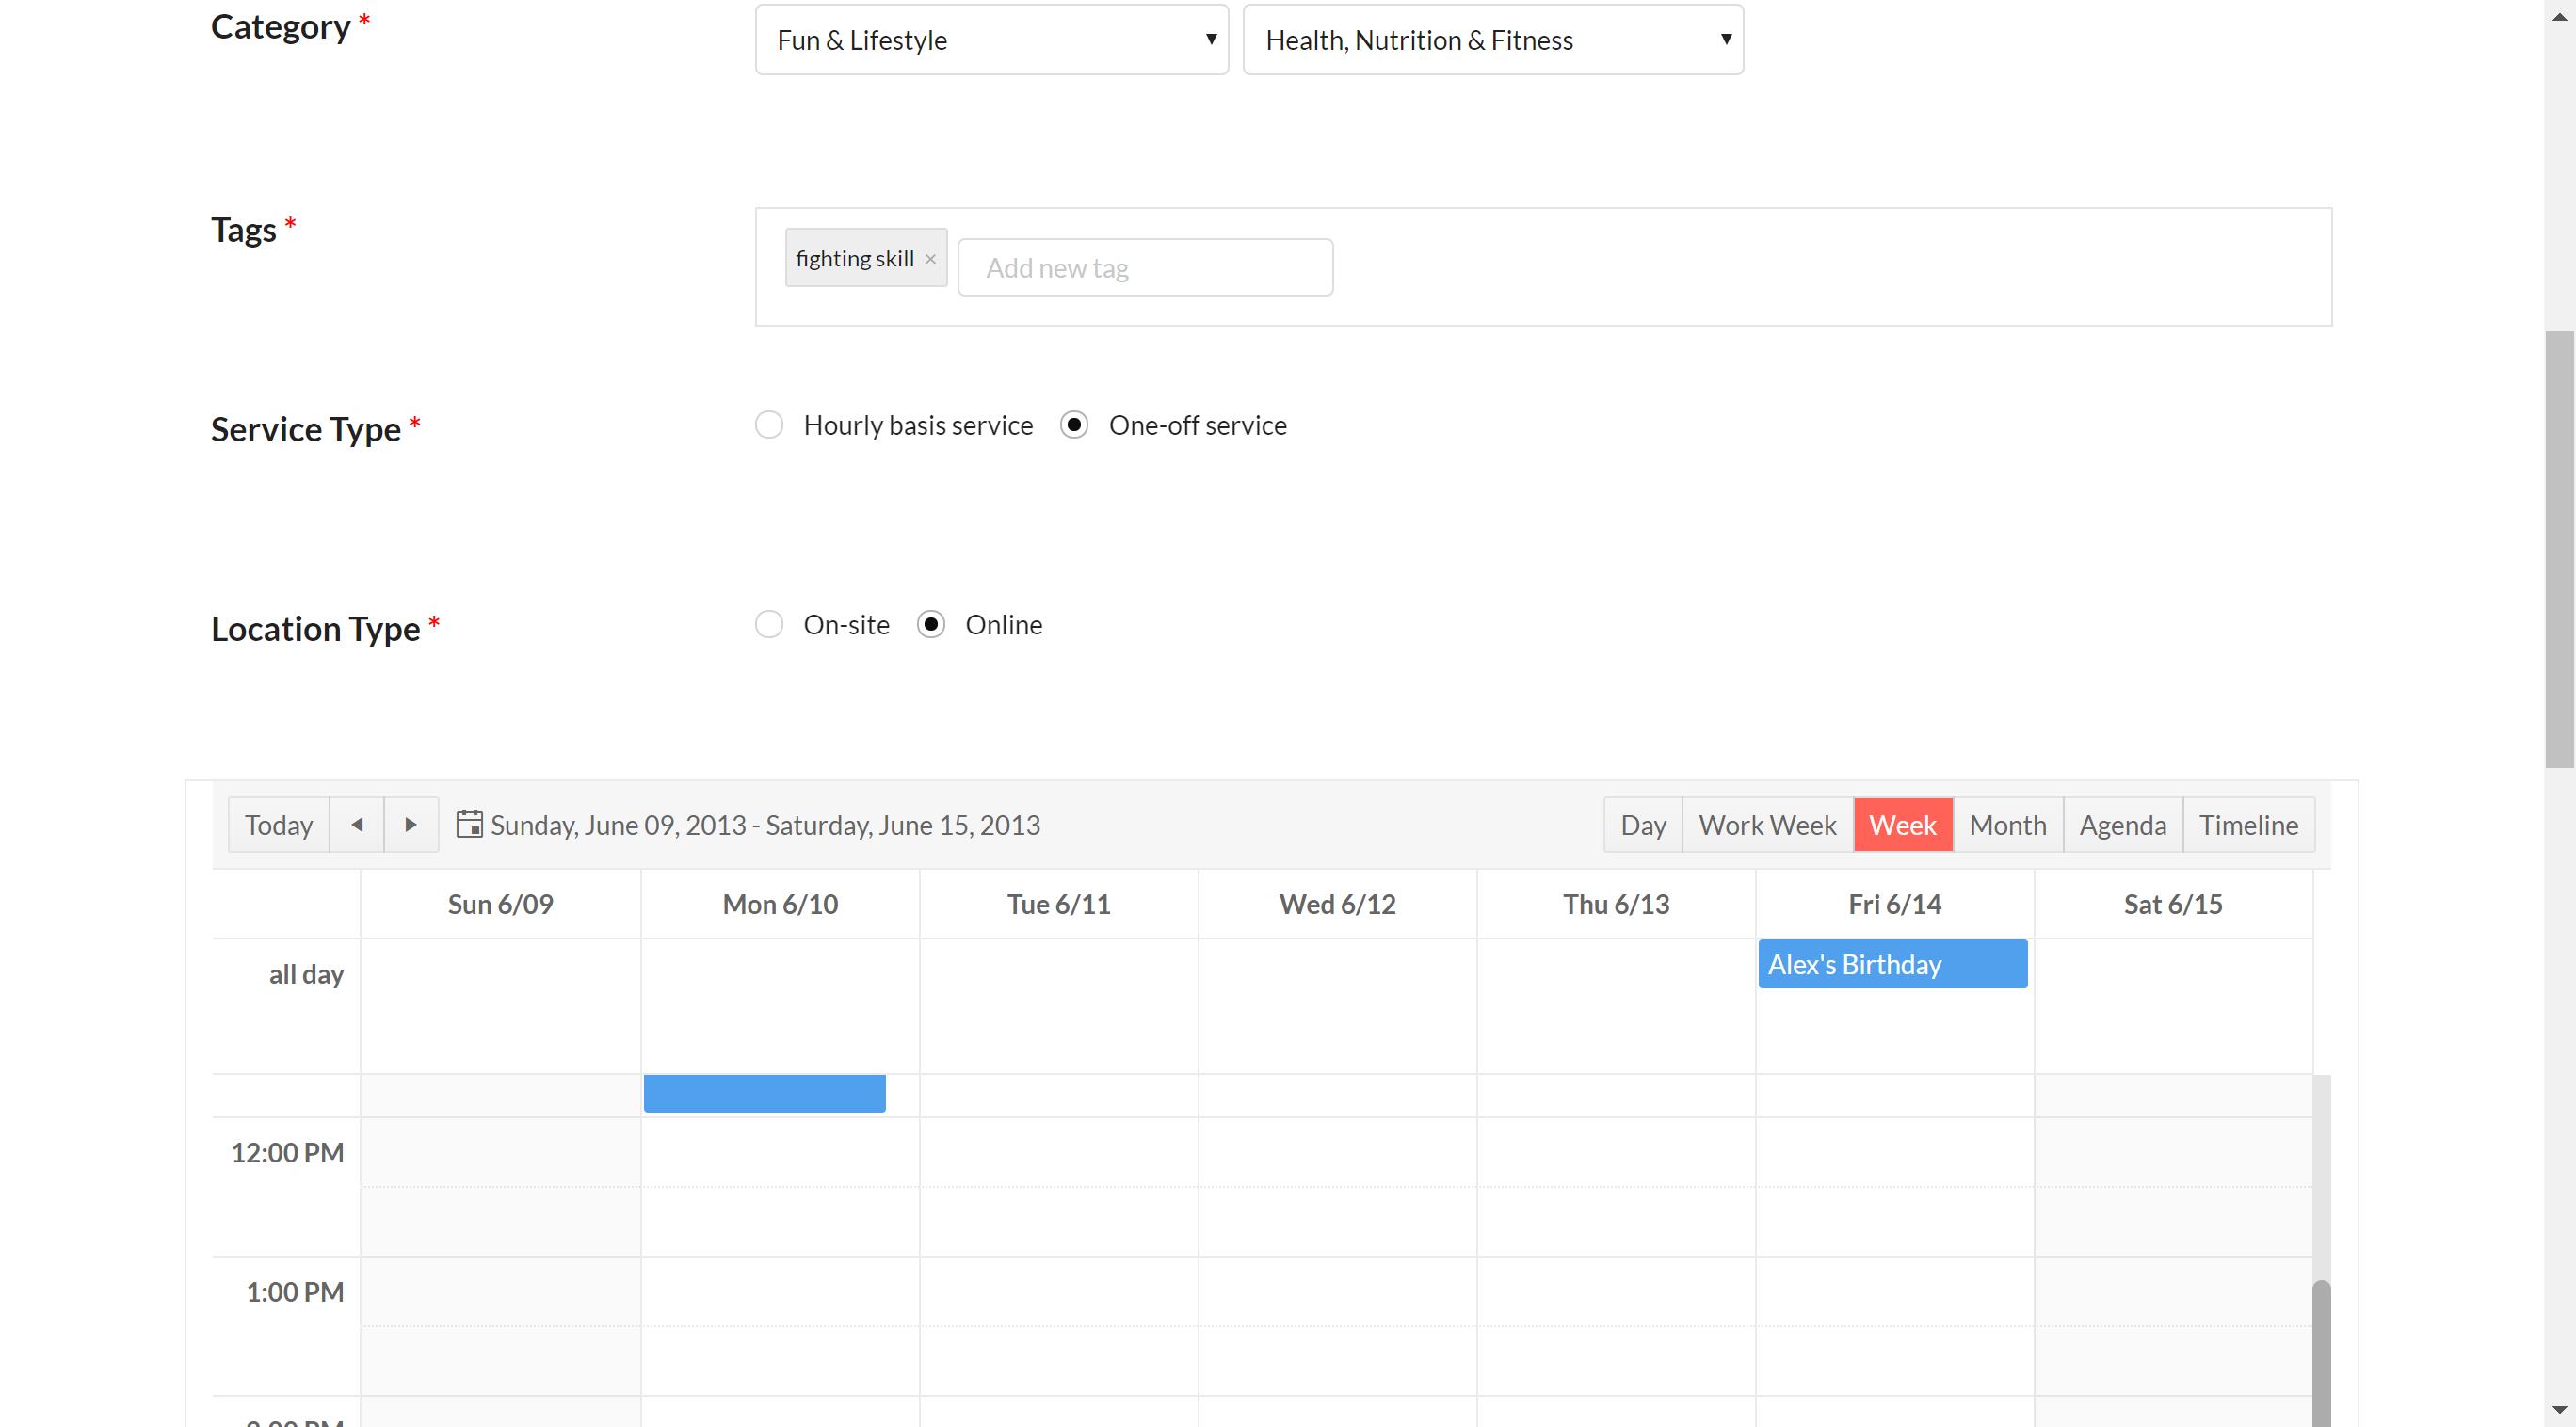 Category *
Fun & Lifestyle
Health, Nutrition & Fitness
Tags *
fighting skill ×
Add new tag
Service Type *
Hourly basis service
One-off service
Location Type *
On-site
Online
Today
Sunday, June 09, 2013 - Saturday, June 15, 2013
Day
Work Week
Week
Month
Agenda
Timeline
Sun 6/09
Mon 6/10
Tue 6/11
Wed 6/12
Thu 6/13
Fri 6/14
Sat 6/15
all day
Alex's Birthday
12:00 PM
1:00 PM